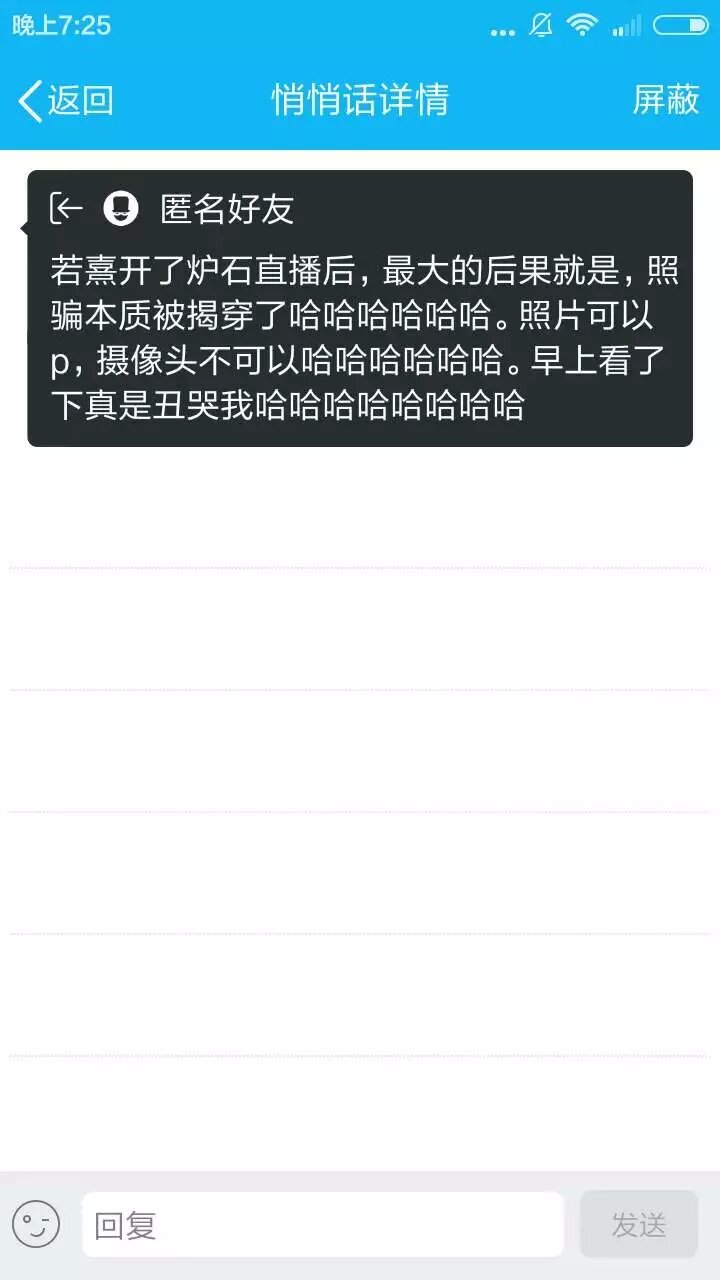 晚上7:25
返回
悄悄话详情
屏蔽
匿名好友
若熹开了炉石直播后，最大的后果就是，照
骗本质被揭穿了哈哈哈哈哈哈。照片可以
p，摄像头不可以哈哈哈哈哈哈。早上看了
下真是丑哭我哈哈哈哈哈哈哈哈
回复
发送